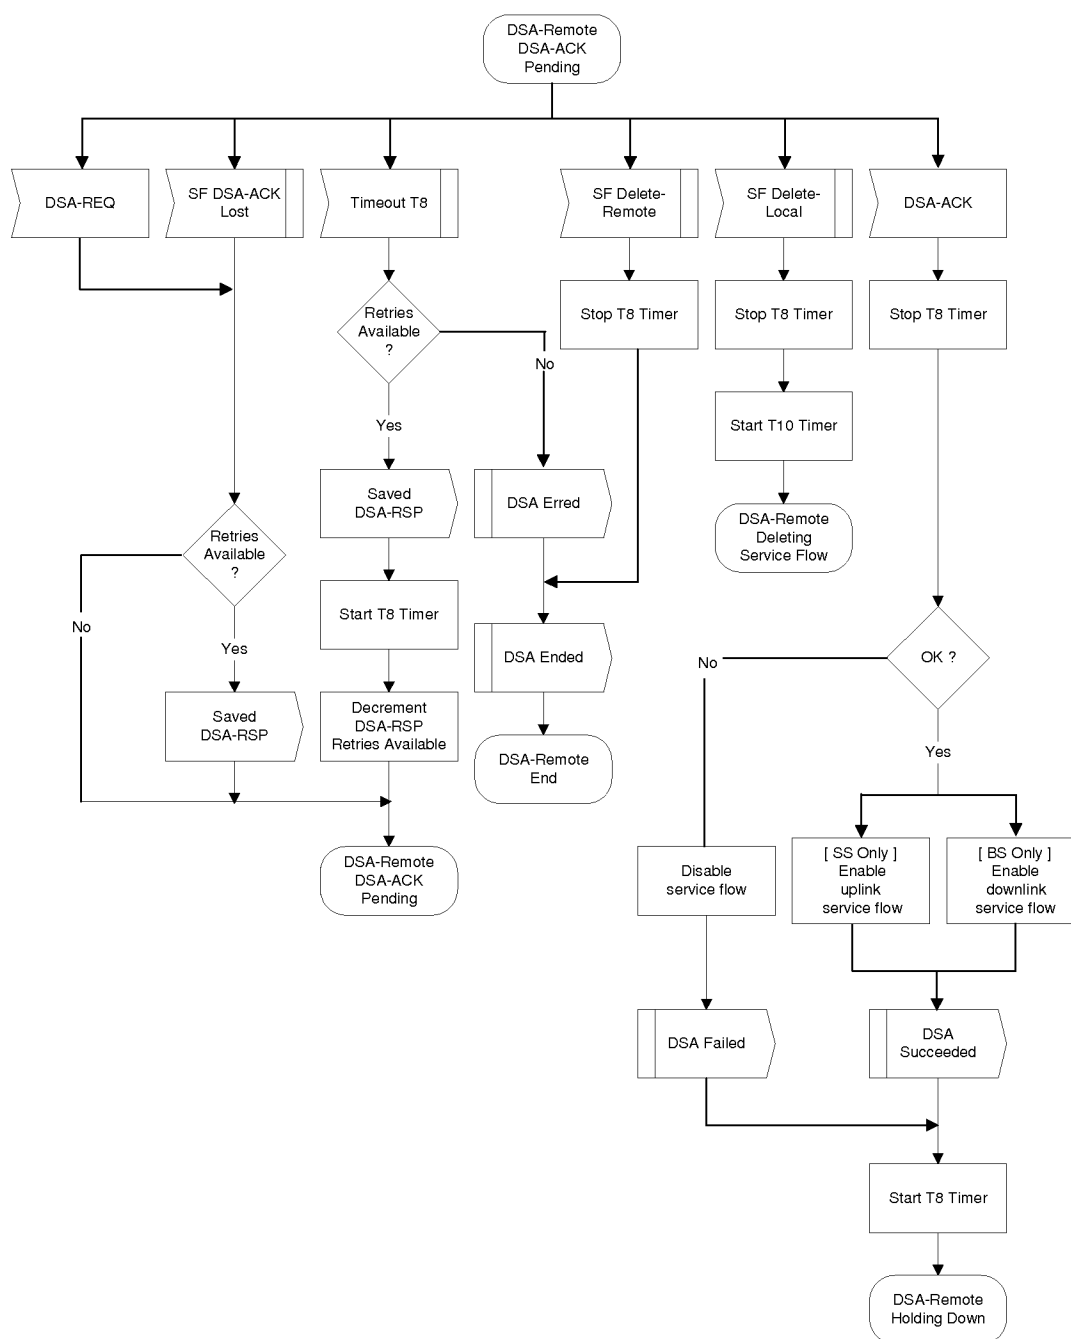 DSA-Remote
DSA-ACK
Pending
DSA-REQ
SF DSA-ACK
Lost
Timeout T8
SF Delete-
Remote
SF Delete-
Local
DSA-ACK
Retries
Available
?
Stop T8 Timer
Stop T8 Timer
Stop T8 Timer
No
Yes
Start T10 Timer
Saved
DSA-RSP
DSA Erred
DSA-Remote
Deleting
Service Flow
Retries
Available
?
No
Yes
Start T8 Timer
DSA Ended
OK ?
No
Yes
Saved
DSA-RSP
Decrement
DSA-RSP
Retries Available
DSA-Remote
End
DSA-Remote
DSA-ACK
Pending
Disable
service flow
[ SS Only ]
Enable
uplink
service flow
[ BS Only ]
Enable
downlink
service flow
DSA Failed
DSA
Succeeded
Start T8 Timer
DSA-Remote
Holding Down